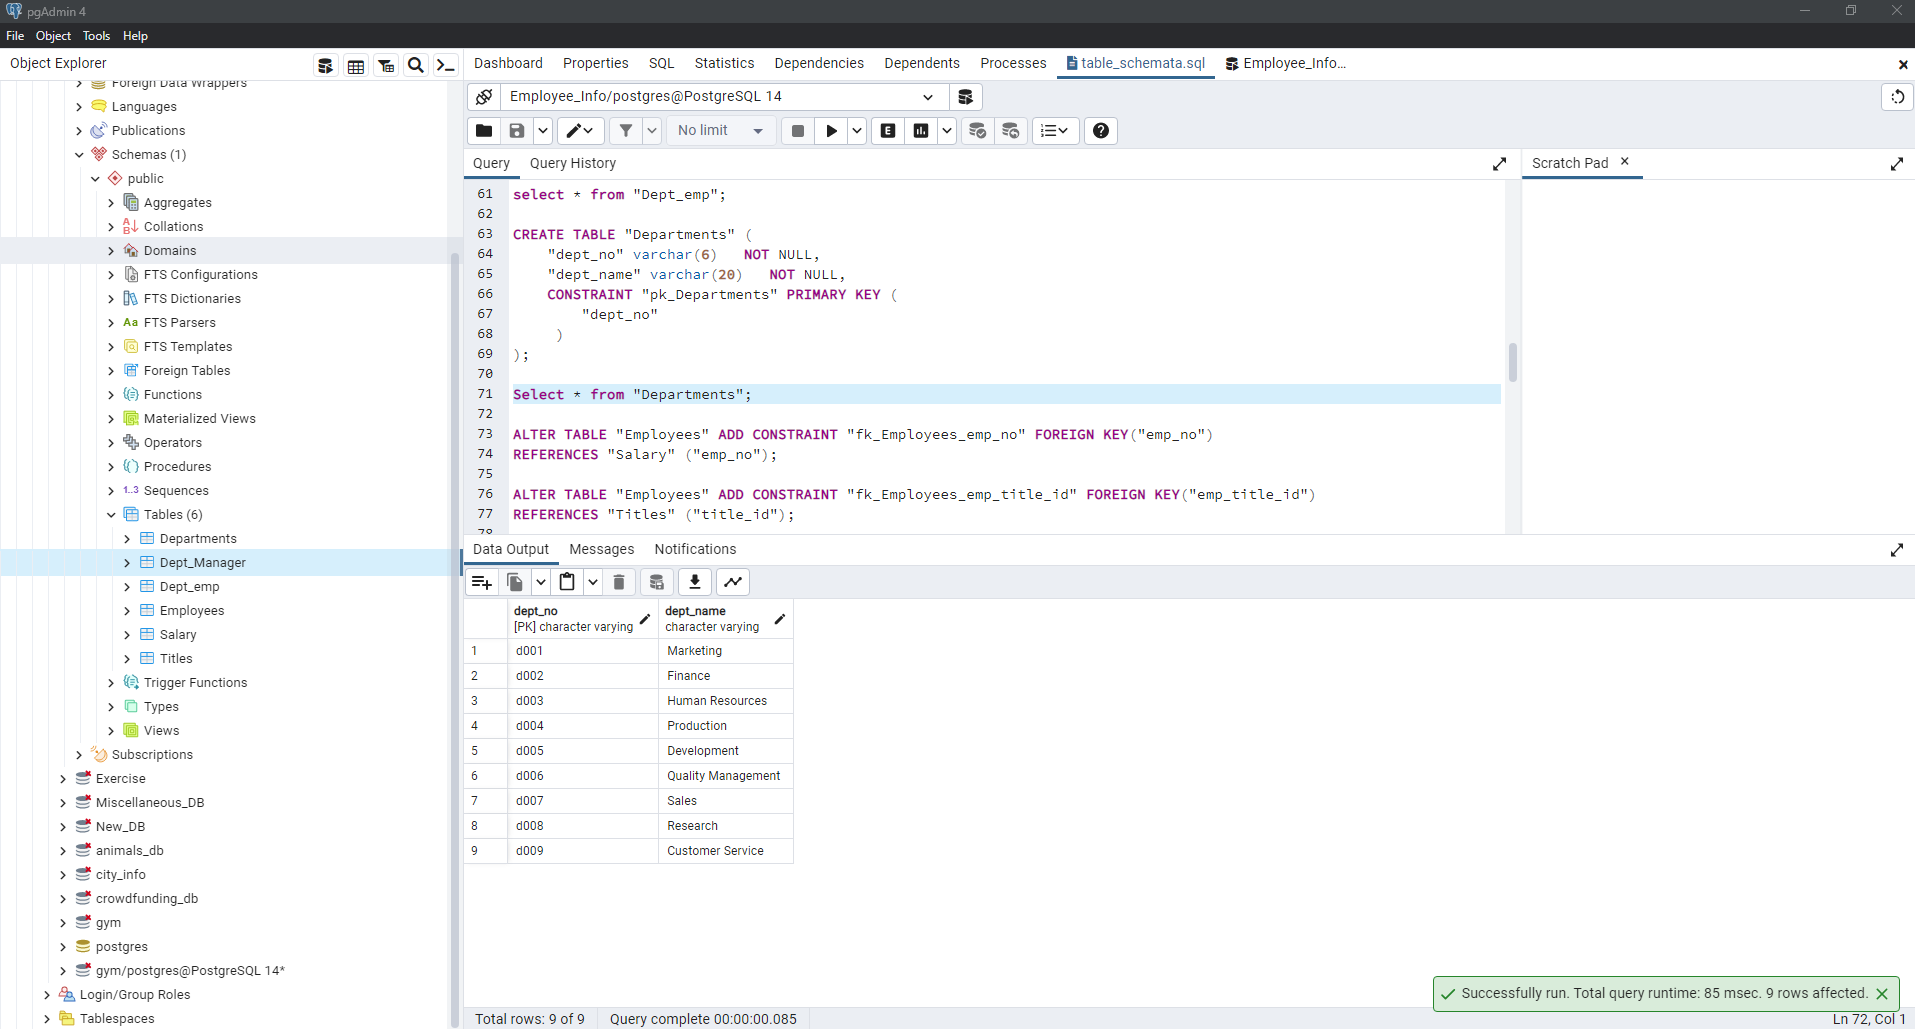 pgAdmin 4
File Object Tools Help
Object Explorer
Dashboard Properties SQL Statistics Dependencies Dependents Processes table_schemata.sql Employee_Info...
Foreign Data Wrappers
Languages
Publications
Schemas (1)
public
Aggregates
Collations
Domains
FTS Configurations
FTS Dictionaries
Aa FTS Parsers
FTS Templates
Foreign Tables
Functions
Materialized Views
Operators
Procedures
1..3 Sequences
Tables (6)
Departments
Dept_Manager
Dept_emp
Employees
Salary
Titles
Trigger Functions
Types
Views
Subscriptions
Exercise
Miscellaneous_DB
New_DB
animals_db
city_info
crowdfunding_db
gym
postgres
gym/postgres@PostgreSQL 14*
Login/Group Roles
Tablespaces
Employee_Info/postgres@PostgreSQL 14
No limit
E
Query Query History
Scratch Pad
61 select * from "Dept_emp";
62
63 CREATE TABLE "Departments" (
64 "dept_no" varchar(6) NOT NULL,
65 "dept_name" varchar(20) NOT NULL,
66 CONSTRAINT "pk_Departments" PRIMARY KEY (
67 "dept_no"
68 )
69 );
70
71 Select * from "Departments";
72
73 ALTER TABLE "Employees" ADD CONSTRAINT "fk_Employees_emp_no" FOREIGN KEY("emp_no")
74 REFERENCES "Salary" ("emp_no");
75
76 ALTER TABLE "Employees" ADD CONSTRAINT "fk_Employees_emp_title_id" FOREIGN KEY("emp_title_id")
77 REFERENCES "Titles" ("title_id");
78
Data Output Messages Notifications
dept_no dept_name
[PK] character varying character varying
1 d001 Marketing
2 d002 Finance
3 d003 Human Resources
4 d004 Production
5 d005 Development
6 d006 Quality Management
7 d007 Sales
8 d008 Research
9 d009 Customer Service
Successfully run. Total query runtime: 85 msec. 9 rows affected.
Total rows: 9 of 9 Query complete 00:00:00.085 Ln 72, Col 1